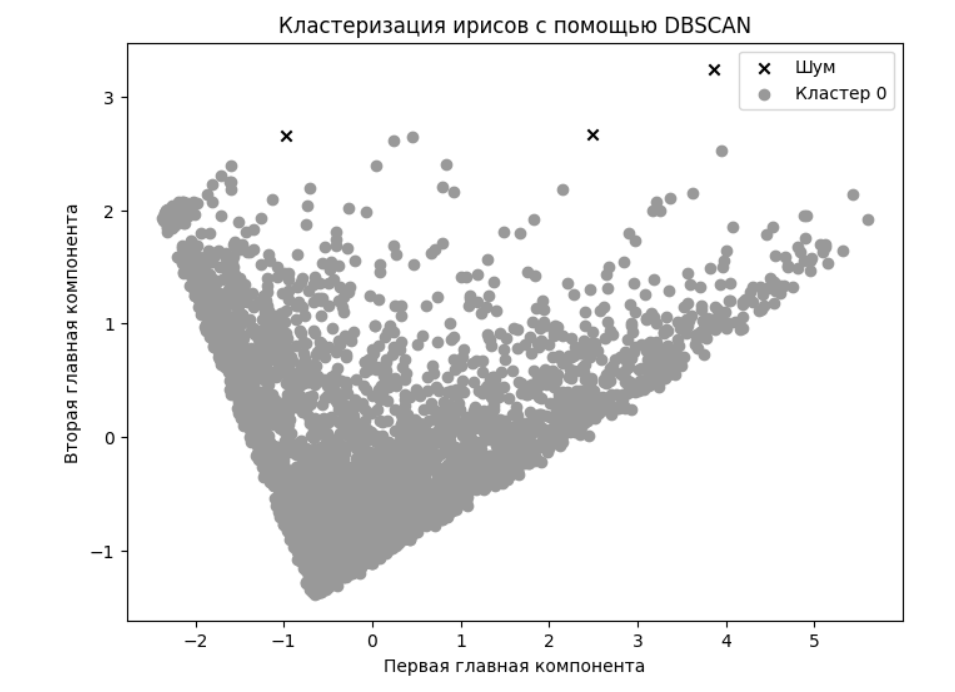 Кластеризация ирисов с помощью DBSCAN
Шум
Кластер 0
3
2
1
0
−1
Вторая главная компонента
−2 −1 0 1 2 3 4 5
Первая главная компонента